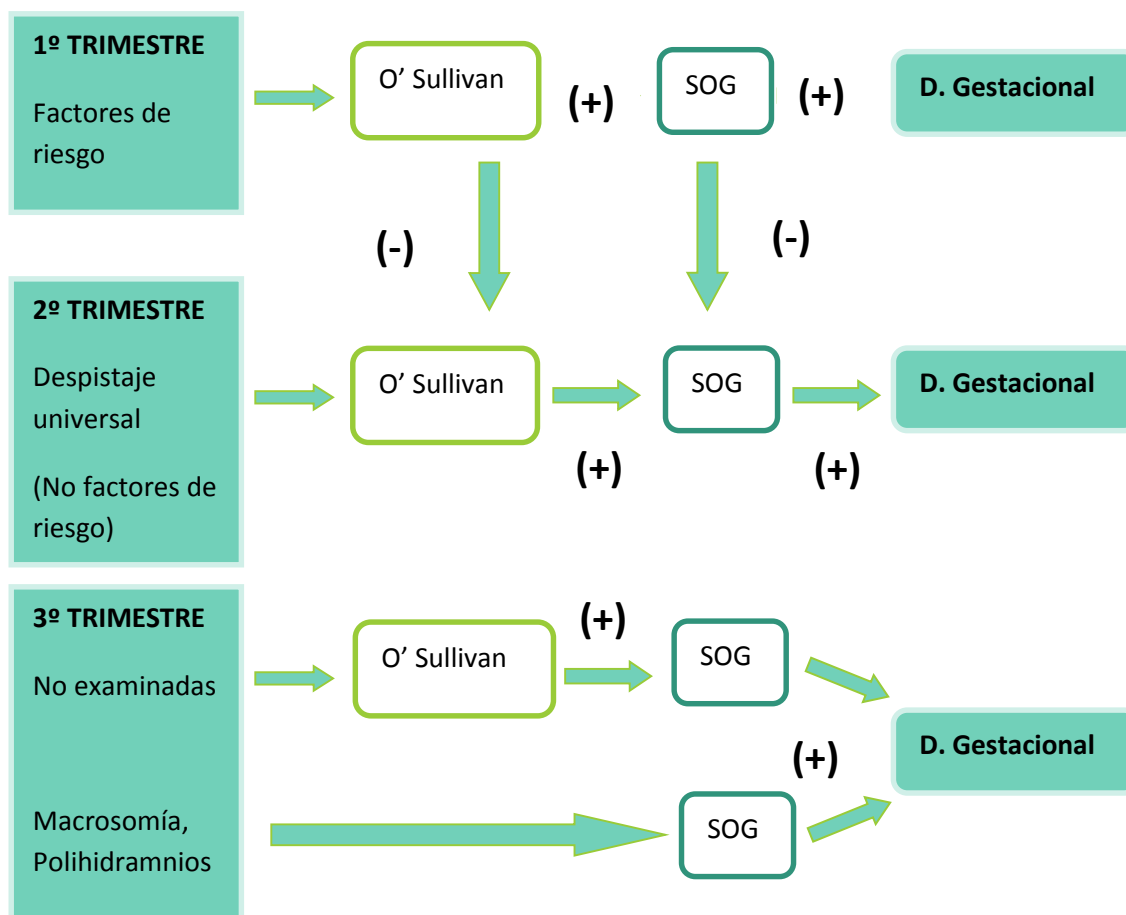 1º TRIMESTRE
Factores de
riesgo
O’ Sullivan
(+)
SOG
(+)
D. Gestacional
(-)
(-)
2º TRIMESTRE
Despistaje
universal
(No factores de
riesgo)
O’ Sullivan
(+)
SOG
(+)
D. Gestacional
3º TRIMESTRE
No examinadas
O’ Sullivan
(+)
SOG
Macrosomía,
Polihidramnios
SOG
(+)
D. Gestacional